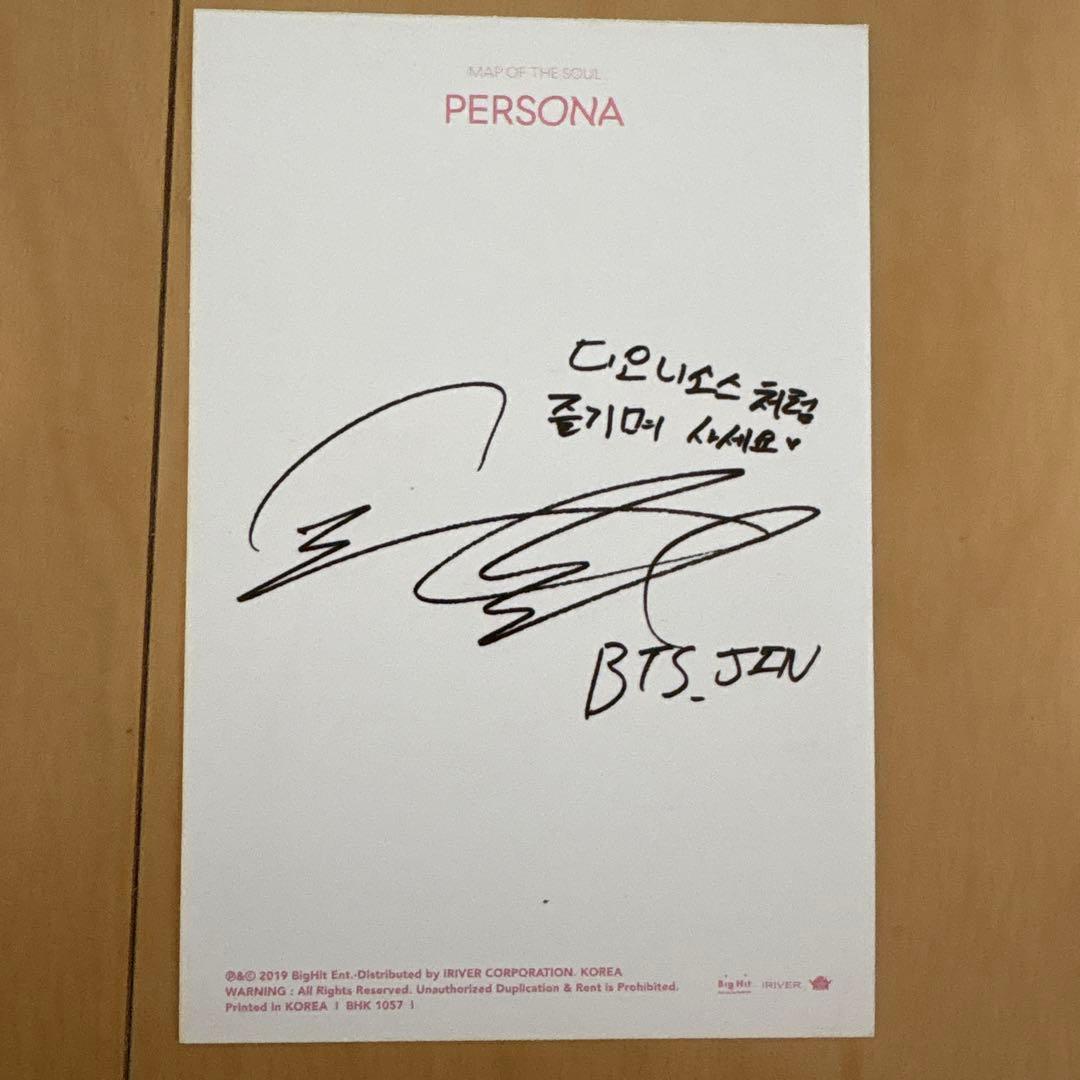 MAP OF THE SOUL
PERSONA
디오니소스처럼
즐기며 사세요♥
BTS_JIN
℗&© 2019 BigHit Ent. Distributed by IRIVER CORPORATION. KOREA
WARNING : All Rights Reserved. Unauthorized Duplication & Rent is Prohibited.
Printed in KOREA I BHK 1057 I
Big Hit IRIVER